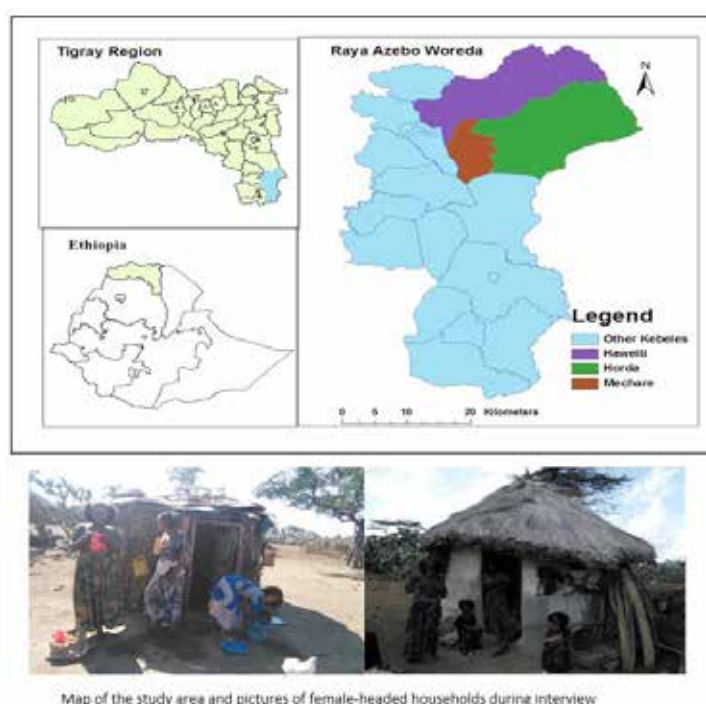 Tigray Region
Ethiopia
Raya Azebo Woreda
N
Legend
Other Kebeles
Hawelti
Horda
Mechare
0 5 10 20 Kilometers
Map of the study area and pictures of female-headed households during interview